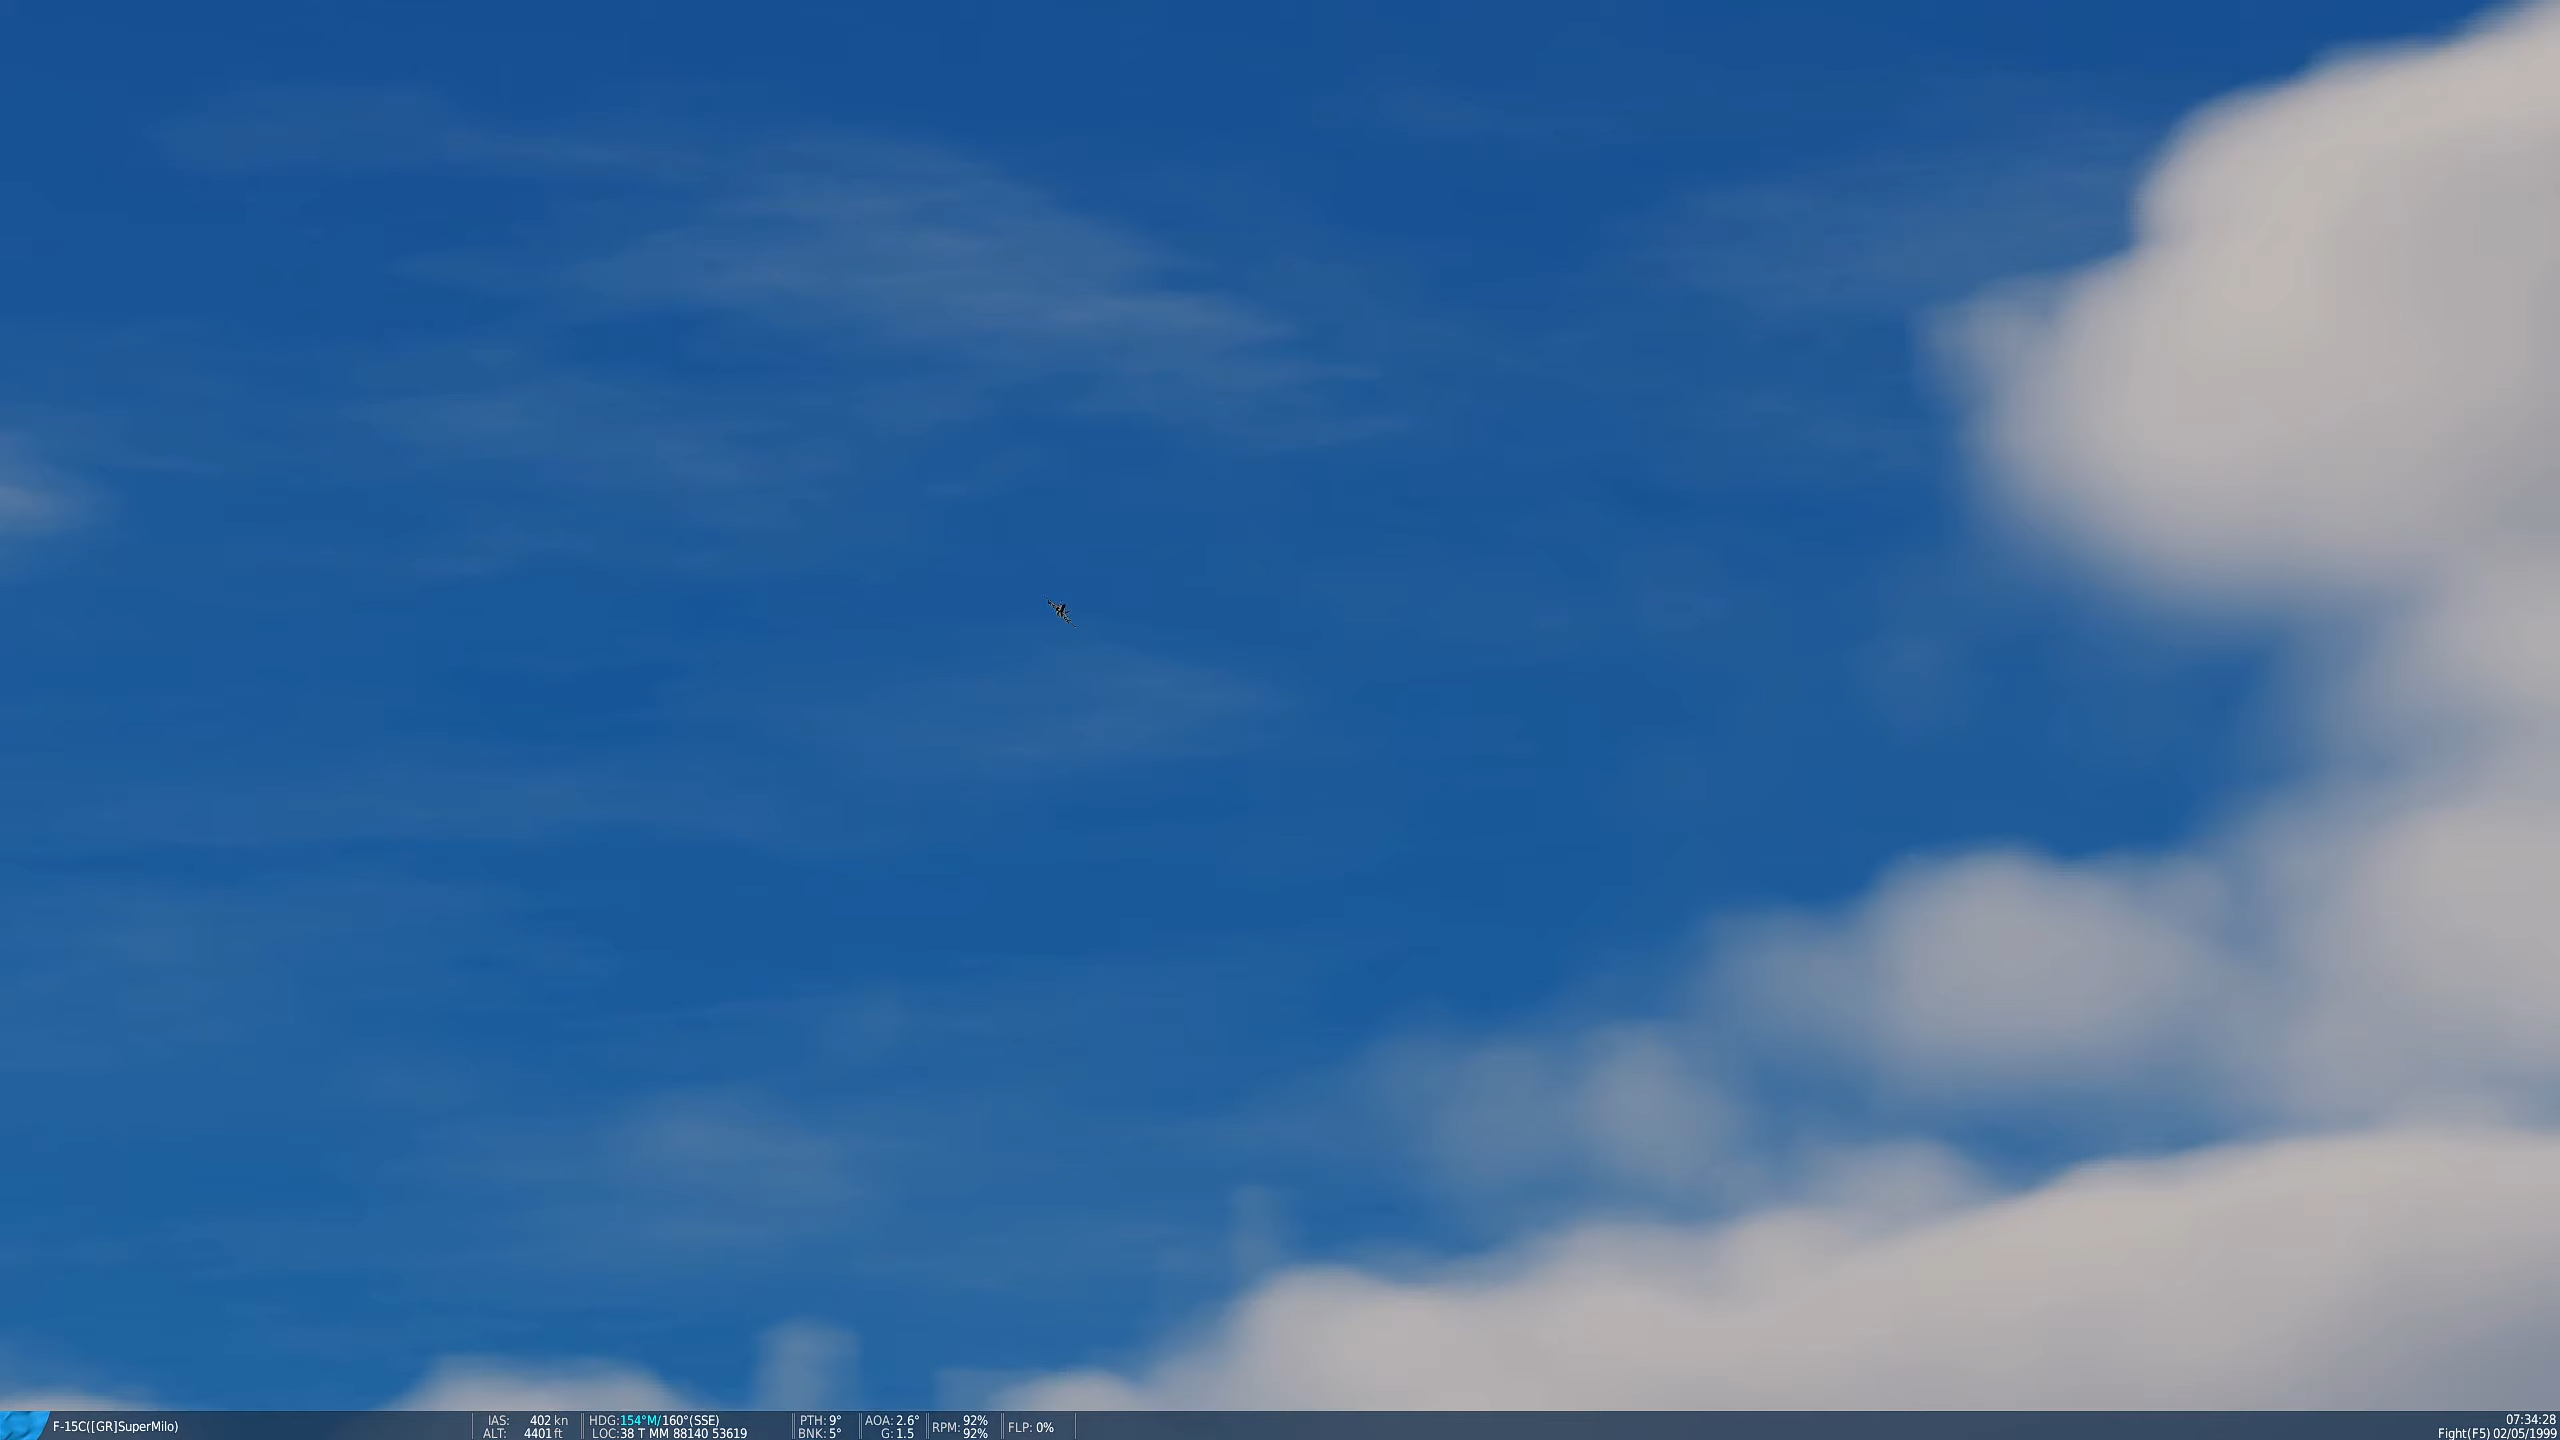 F-15C([GR]SuperMilo)
IAS: 402 kn
ALT: 4401 ft
HDG:154°M/160°(SSE)
LOC:38 T MM 88140 53619
PTH: 9°
BNK: 5°
AOA: 2.6°
G: 1.5
RPM: 92%
92%
FLP: 0%
07:34:28
Fight(F5) 02/05/1999